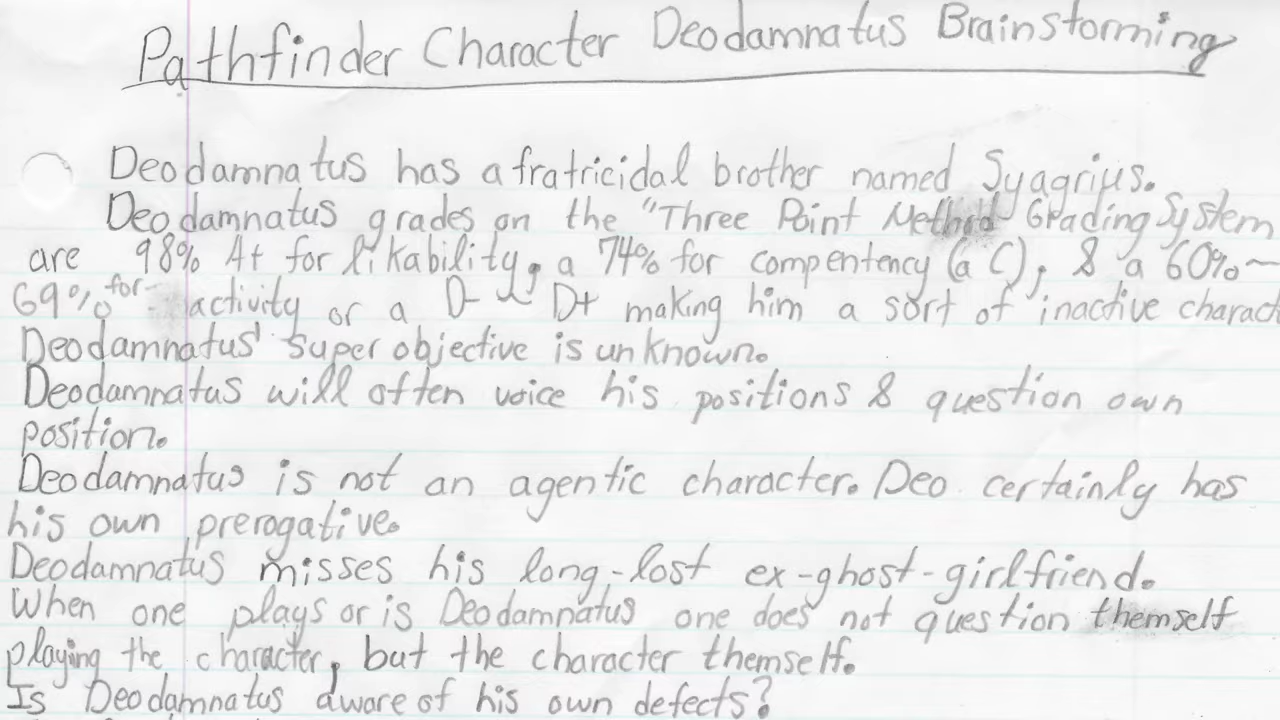 Pathfinder Character Deodamnatus Brainstorming
Deodamnatus has a fratricidal brother named Syagrius.
Deodamnatus grades on the "Three Point Method Grading System
are 98% A+ for likability, a 74% for compentency (a C), & a 60%~
69% for activity or a D- ~ D+ making him a sort of inactive charact
Deodamnatus' super objective is unknown.
Deodamnatus will often voice his positions & question own
position.
Deodamnatus is not an agentic character. Deo certainly has
his own prerogative.
Deodamnatus misses his long-lost ex-ghost-girlfriend.
When one plays or is Deodamnatus one does not question themself
playing the character, but the character themself.
Is Deodamnatus aware of his own defects?